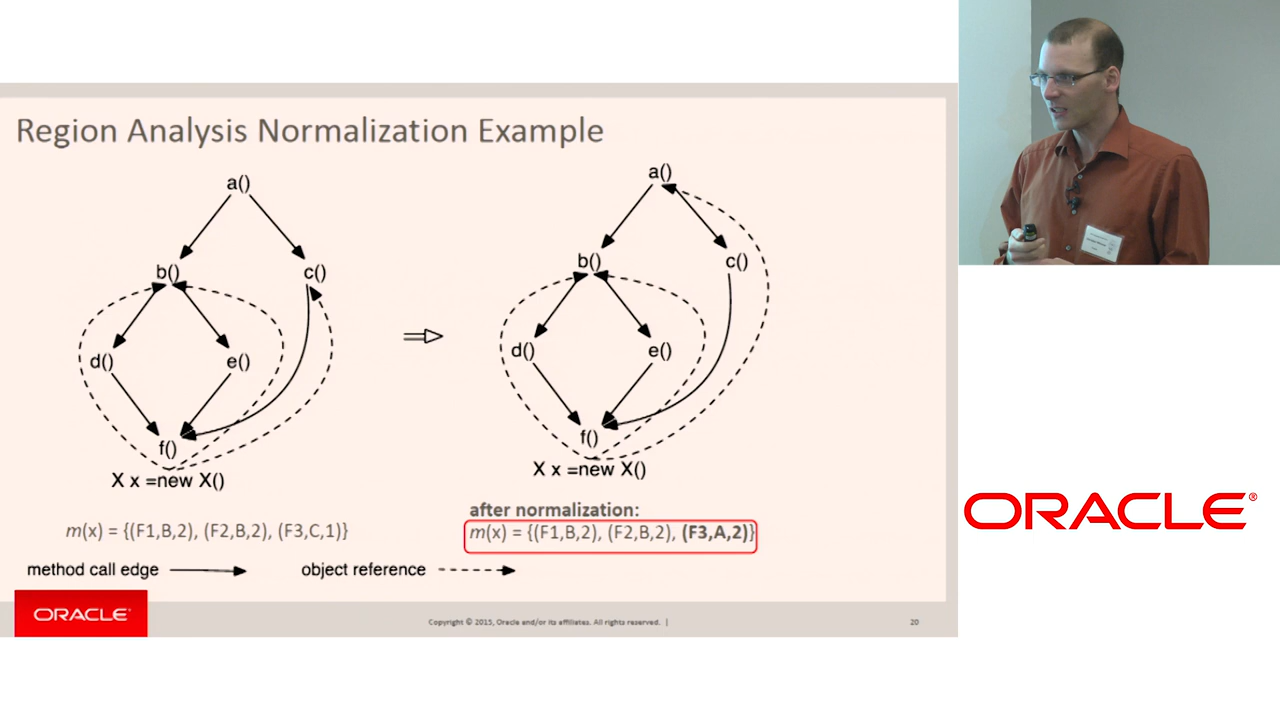 Region Analysis Normalization Example
a()
b()
c()
d()
e()
f()
X x =new X()
m(x) = {(F1,B,2), (F2,B,2), (F3,C,1)}
a()
b()
c()
d()
e()
f()
X x =new X()
after normalization:
m(x) = {(F1,B,2), (F2,B,2), (F3,A,2)}
method call edge
object reference
ORACLE®
Copyright © 2015, Oracle and/or its affiliates. All rights reserved. |
20
ORACLE®